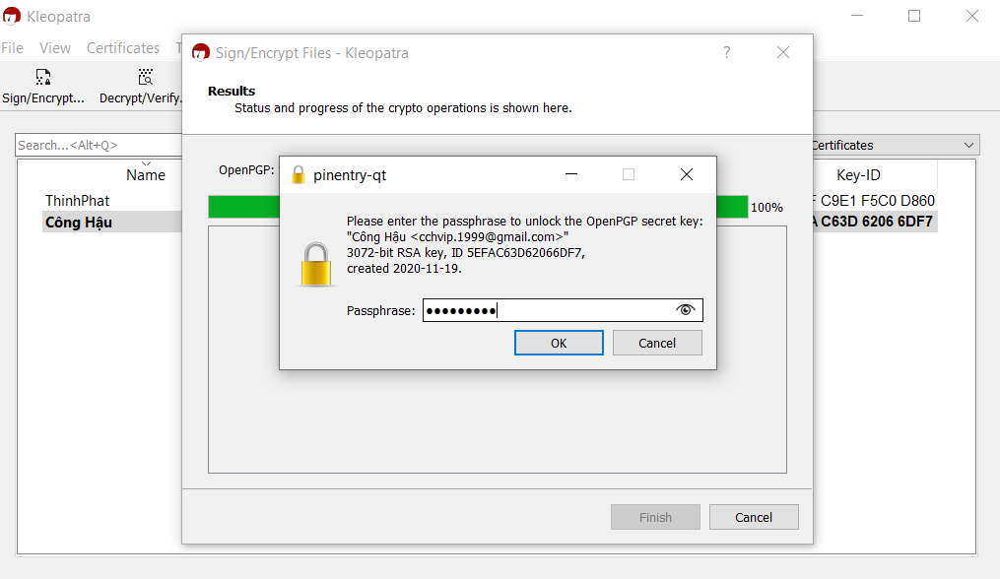 Kleopatra
File View Certificates T
Sign/Encrypt... Decrypt/Verify...
Search...<Alt+Q>
Certificates
Name
Key-ID
ThinhPhat
C9E1 F5C0 D860
Công Hậu
C63D 6206 6DF7
Sign/Encrypt Files - Kleopatra
?
Results
Status and progress of the crypto operations is shown here.
OpenPGP:
100%
pinentry-qt
Please enter the passphrase to unlock the OpenPGP secret key:
"Công Hậu <cchvip.1999@gmail.com>"
3072-bit RSA key, ID 5EFAC63D62066DF7,
created 2020-11-19.
Passphrase: ●●●●●●●●●
OK Cancel
Finish Cancel